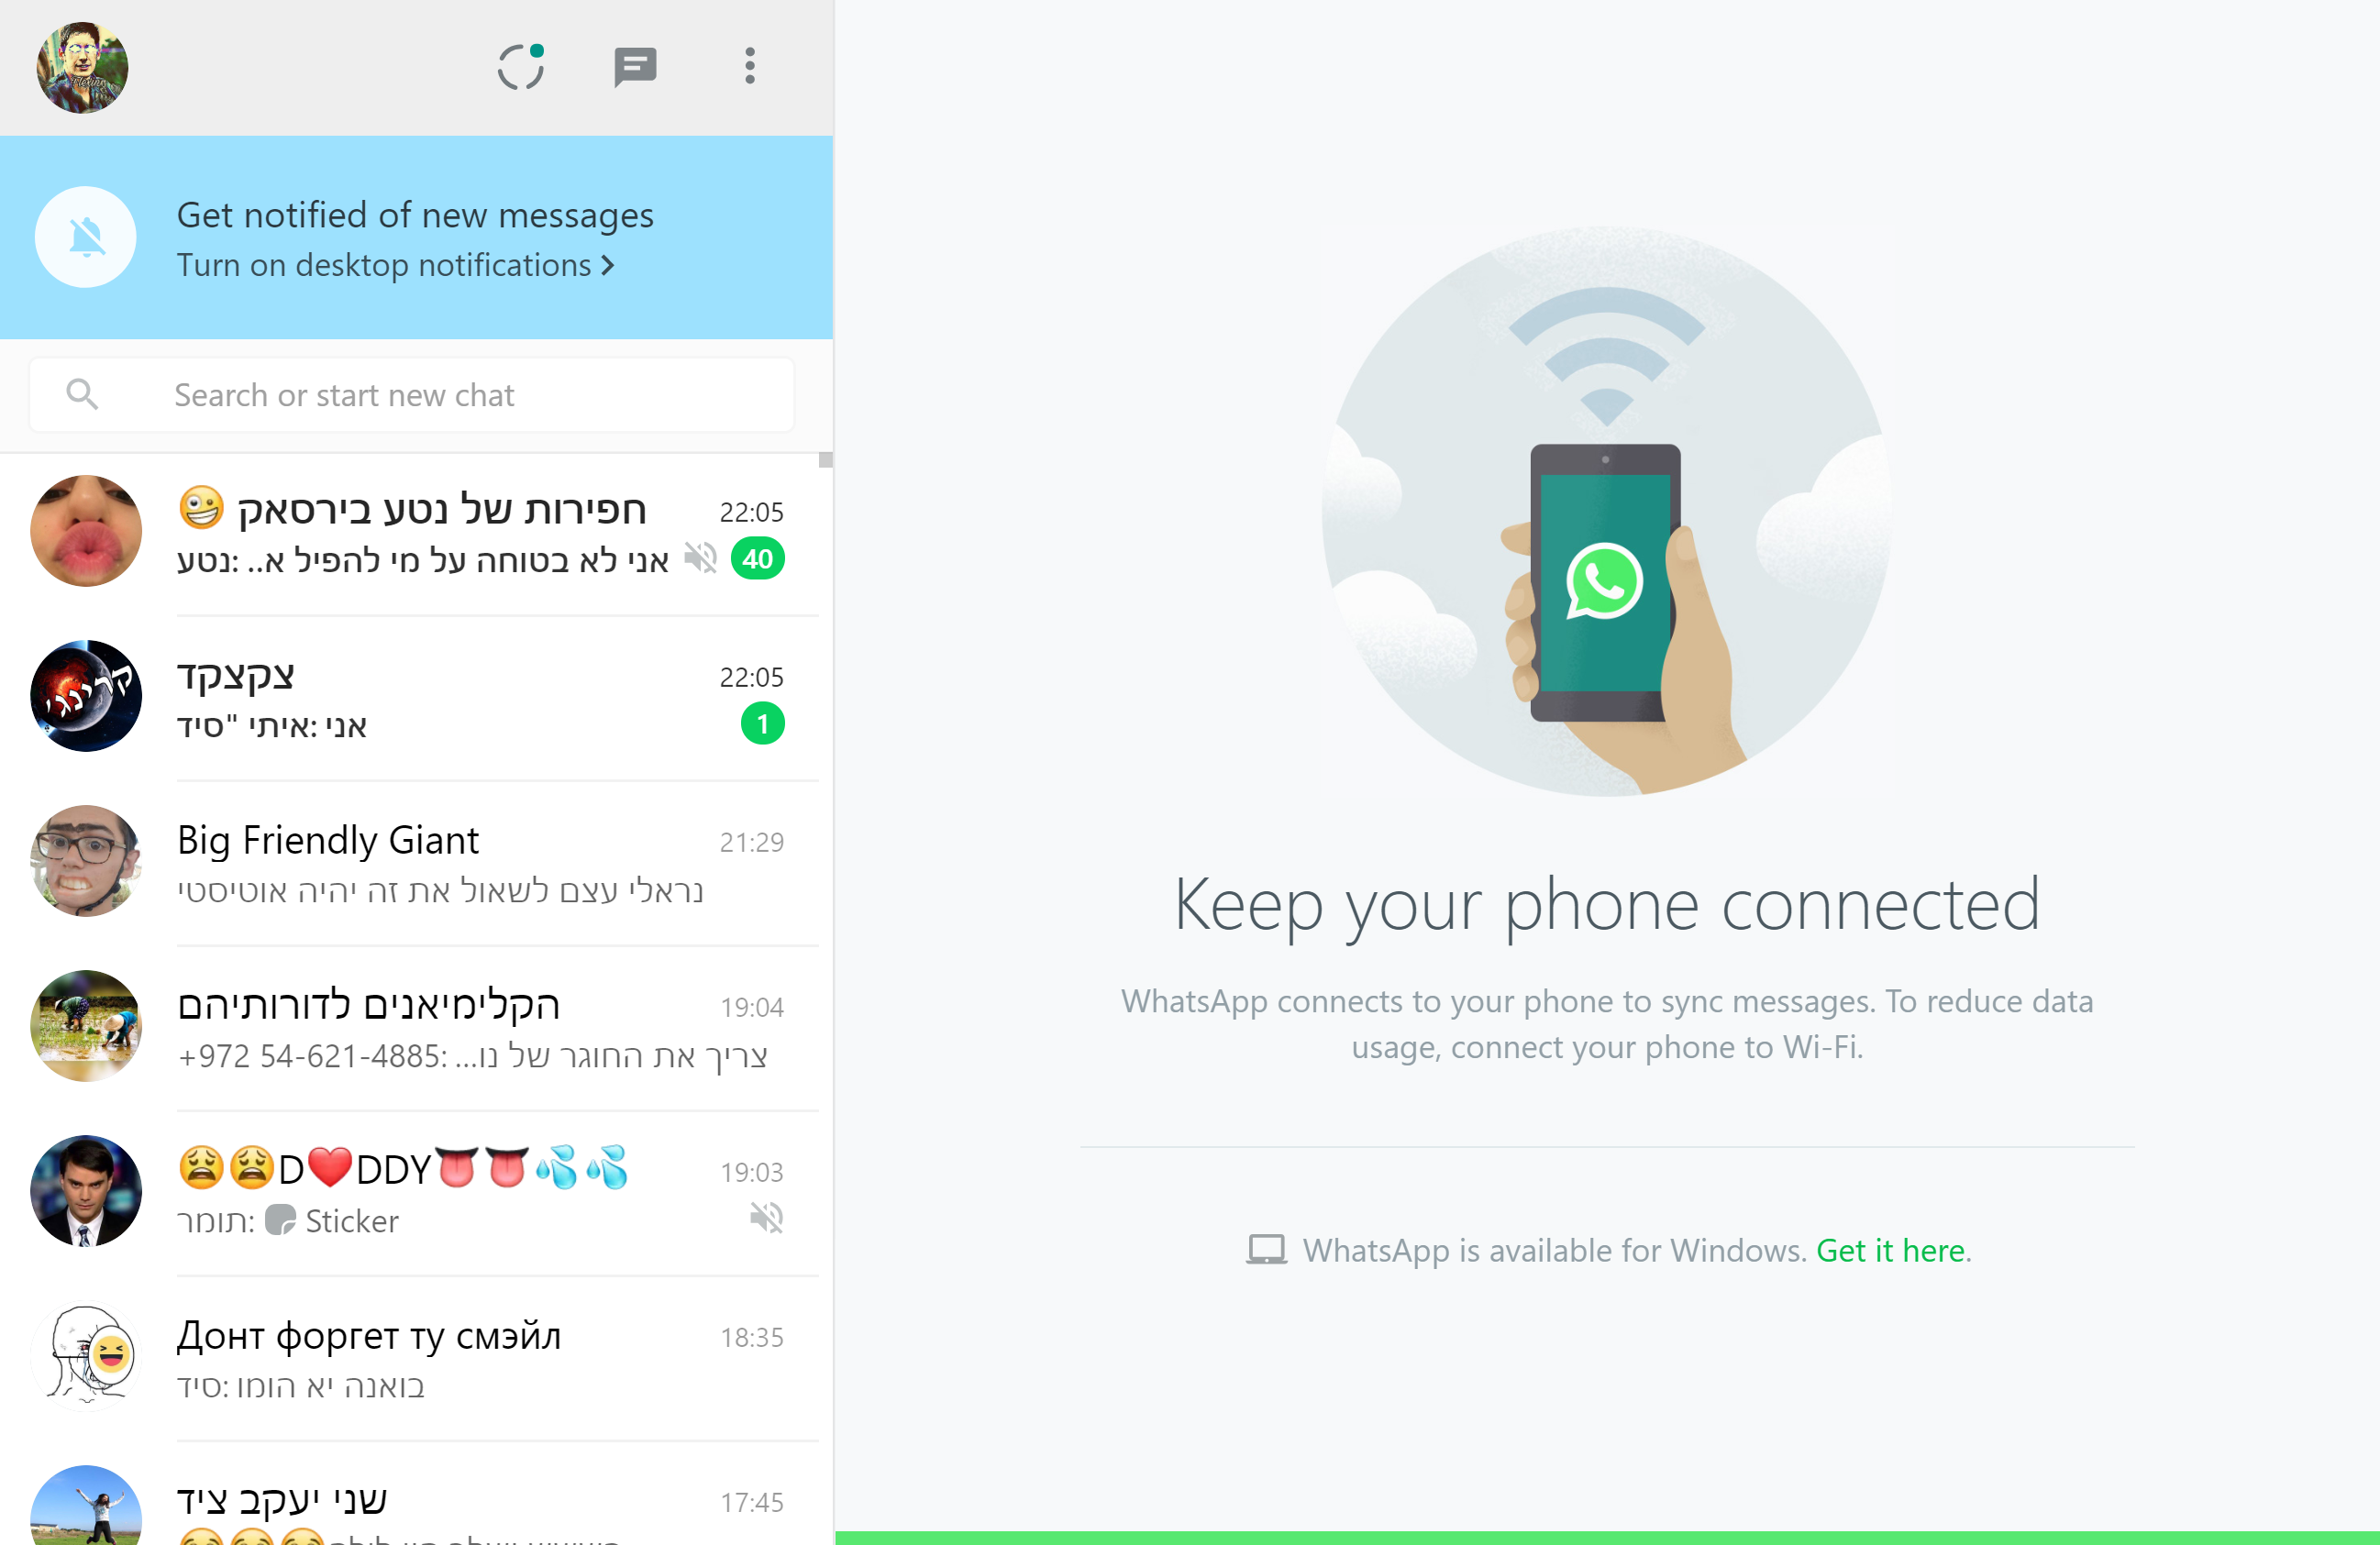 Get notified of new messages
Turn on desktop notifications
Search or start new chat
חפירות של נטע בירסאק 🤪
22:05
נטע: ..אני לא בטוחה על מי להפיל א
40
צקצקד
22:05
אני: איתי "סיד
1
Big Friendly Giant
21:29
נראלי עצם לשאול את זה יהיה אוטיסטי
הקלימיאנים לדורותיהם
19:04
+972 54-621-4885: ...צריך את החוגר של נו
😩😩D❤️DDY👅👅💦💦
19:03
תומר: Sticker
Донт форгет ту смэйл
18:35
סיד: בואנה יא הומו
שני יעקב ציד
17:45
קרינגי
Keep your phone connected
WhatsApp connects to your phone to sync messages. To reduce data
usage, connect your phone to Wi-Fi.
WhatsApp is available for Windows. Get it here.